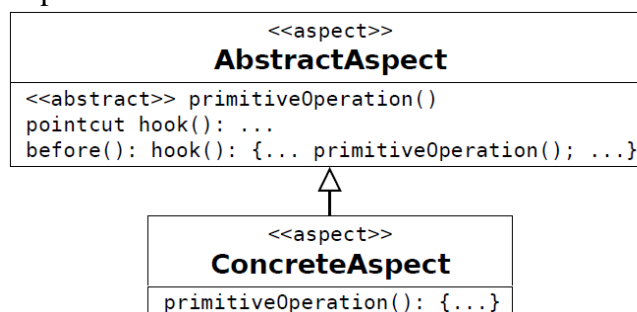 <<aspect>>
AbstractAspect
<<abstract>> primitiveOperation()
pointcut hook(): ...
before(): hook(): {... primitiveOperation(); ...}
<<aspect>>
ConcreteAspect
primitiveOperation(): {...}